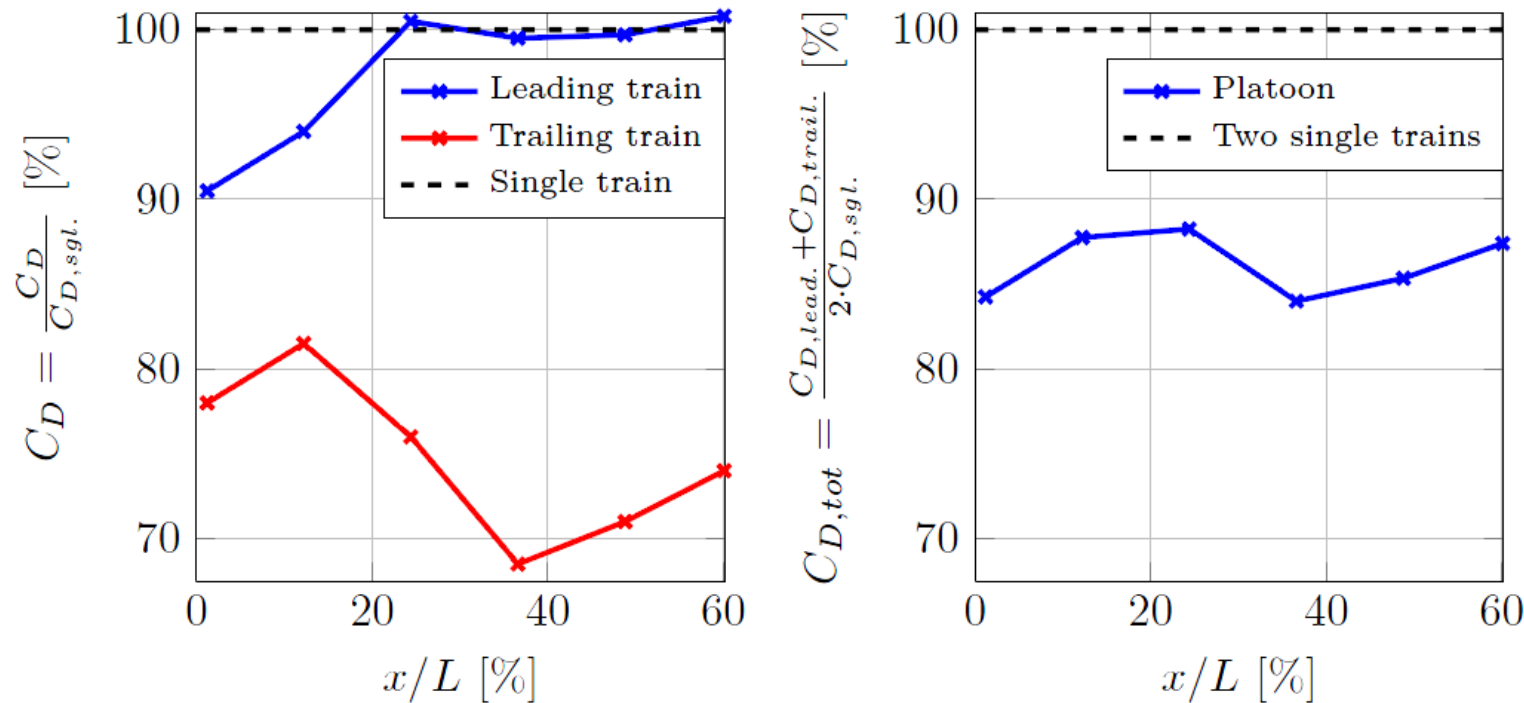 C_D = C_D / C_{D,sgl.} [%]
100
90
80
70
0 20 40 60
x/L [%]
Leading train
Trailing train
Single train
C_{D,tot} = C_{D,lead.}+C_{D,trail.} / 2·C_{D,sgl.} [%]
100
90
80
70
0 20 40 60
x/L [%]
Platoon
Two single trains